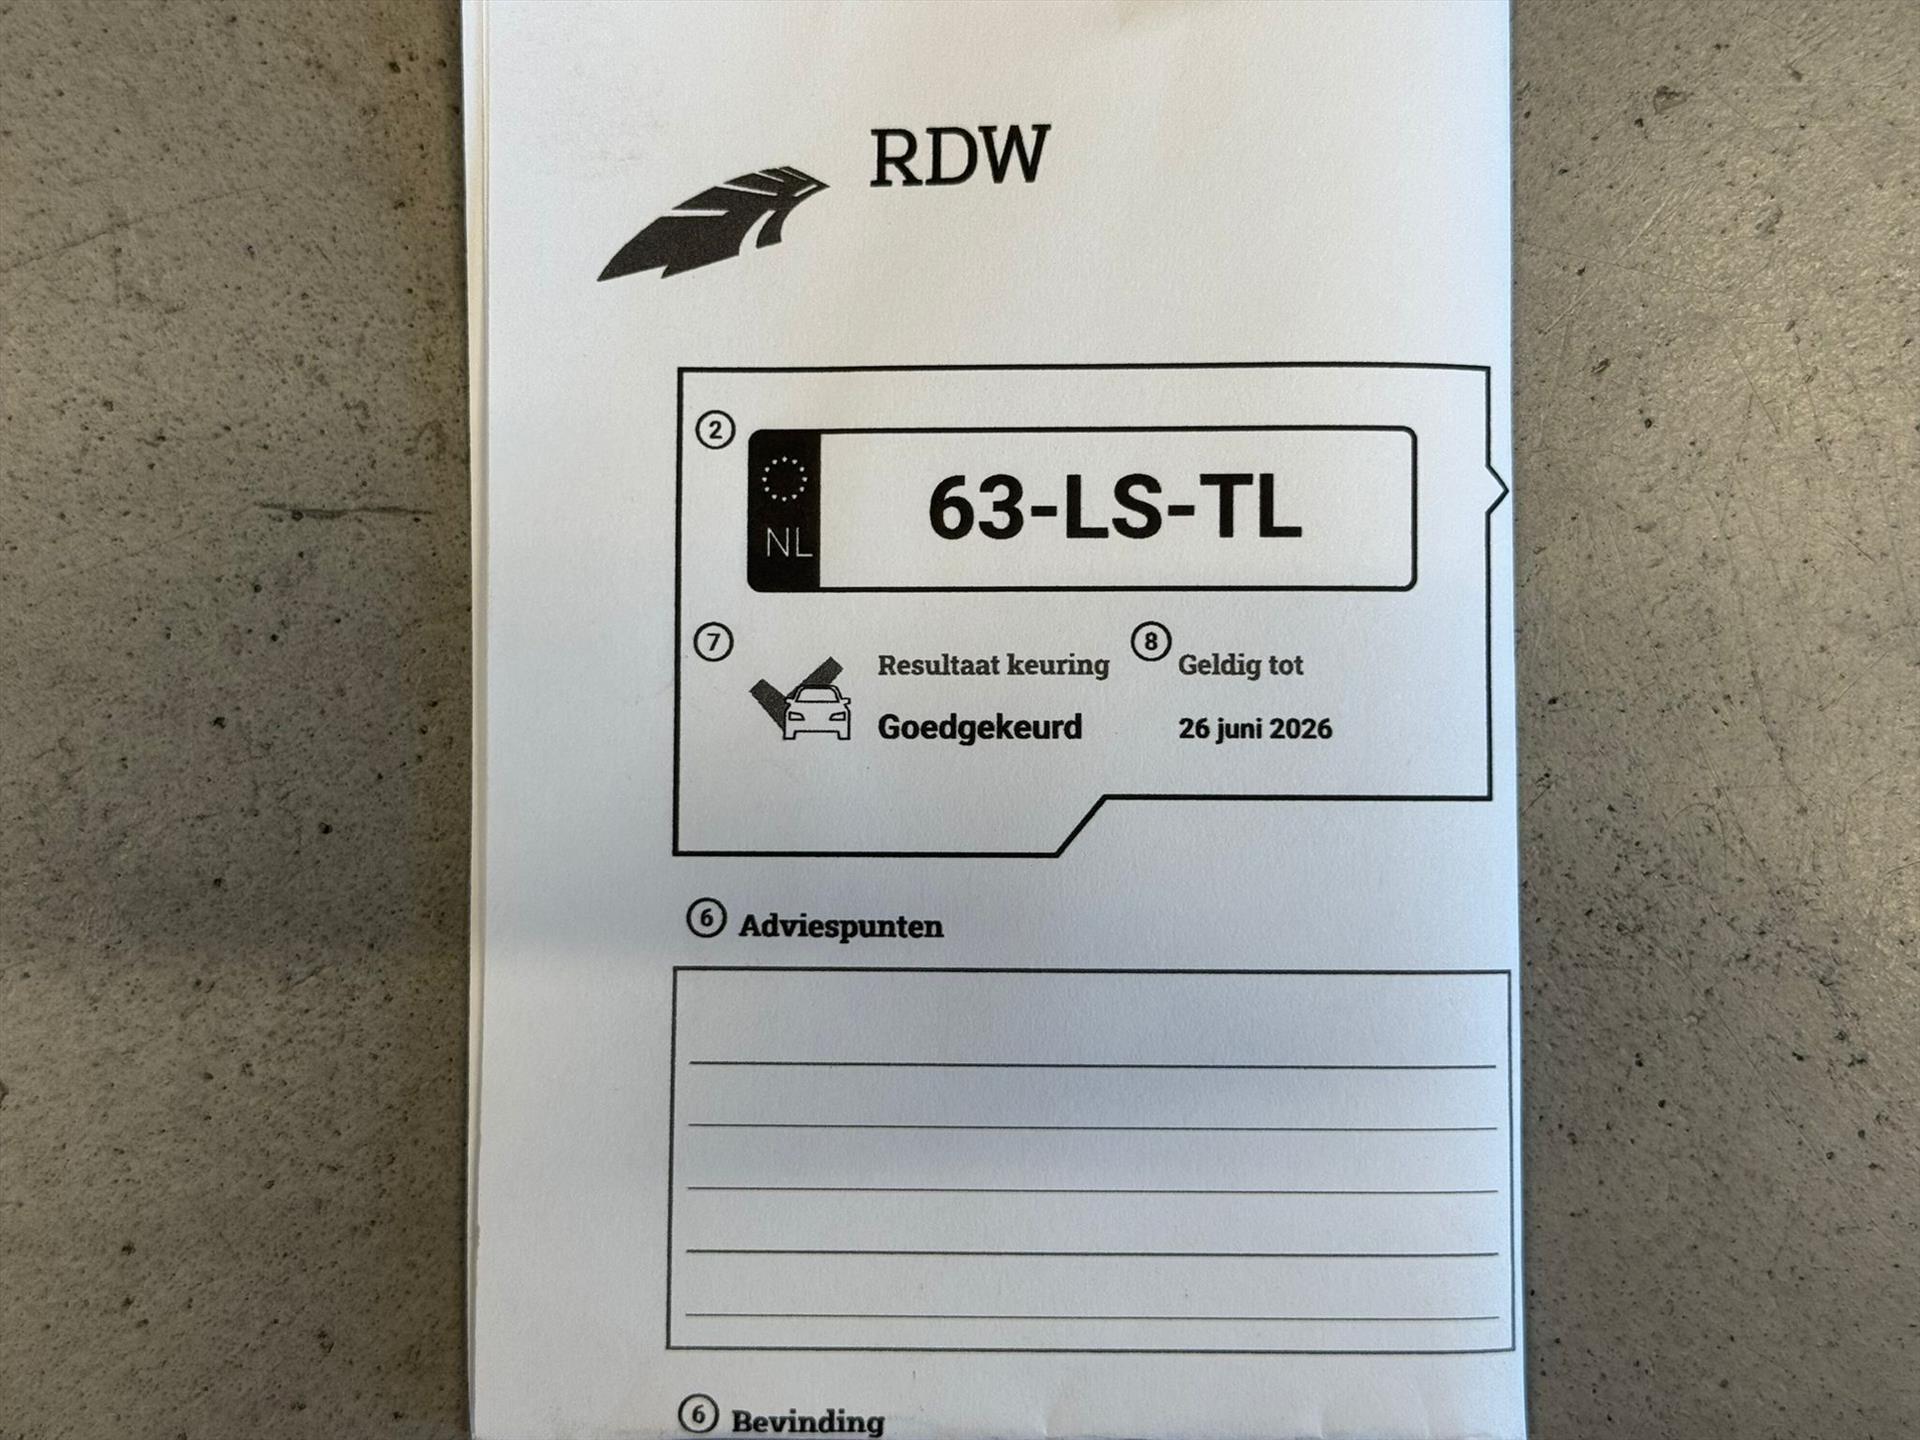 RDW
2
NL
63-LS-TL
7
Resultaat keuring
Goedgekeurd
8
Geldig tot
26 juni 2026
6 Adviespunten
6 Bevinding